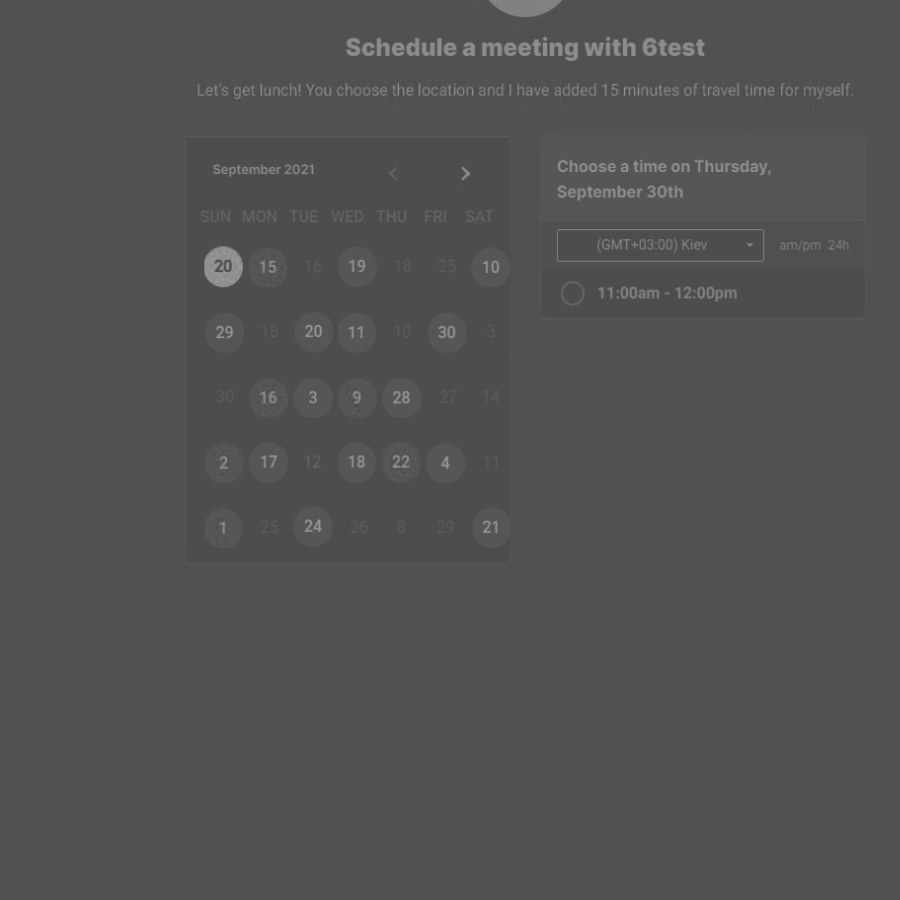 Schedule a meeting with 6test
Let's get lunch! You choose the location and I have added 15 minutes of travel time for myself.
September 2021
SUN MON TUE WED THU FRI SAT
20 15 16 19 18 25 10
29 18 20 11 10 30 3
30 16 3 9 28 27 14
2 17 12 18 22 4 11
1 25 24 26 8 29 21
Choose a time on Thursday,
September 30th
(GMT+03:00) Kiev am/pm 24h
11:00am - 12:00pm